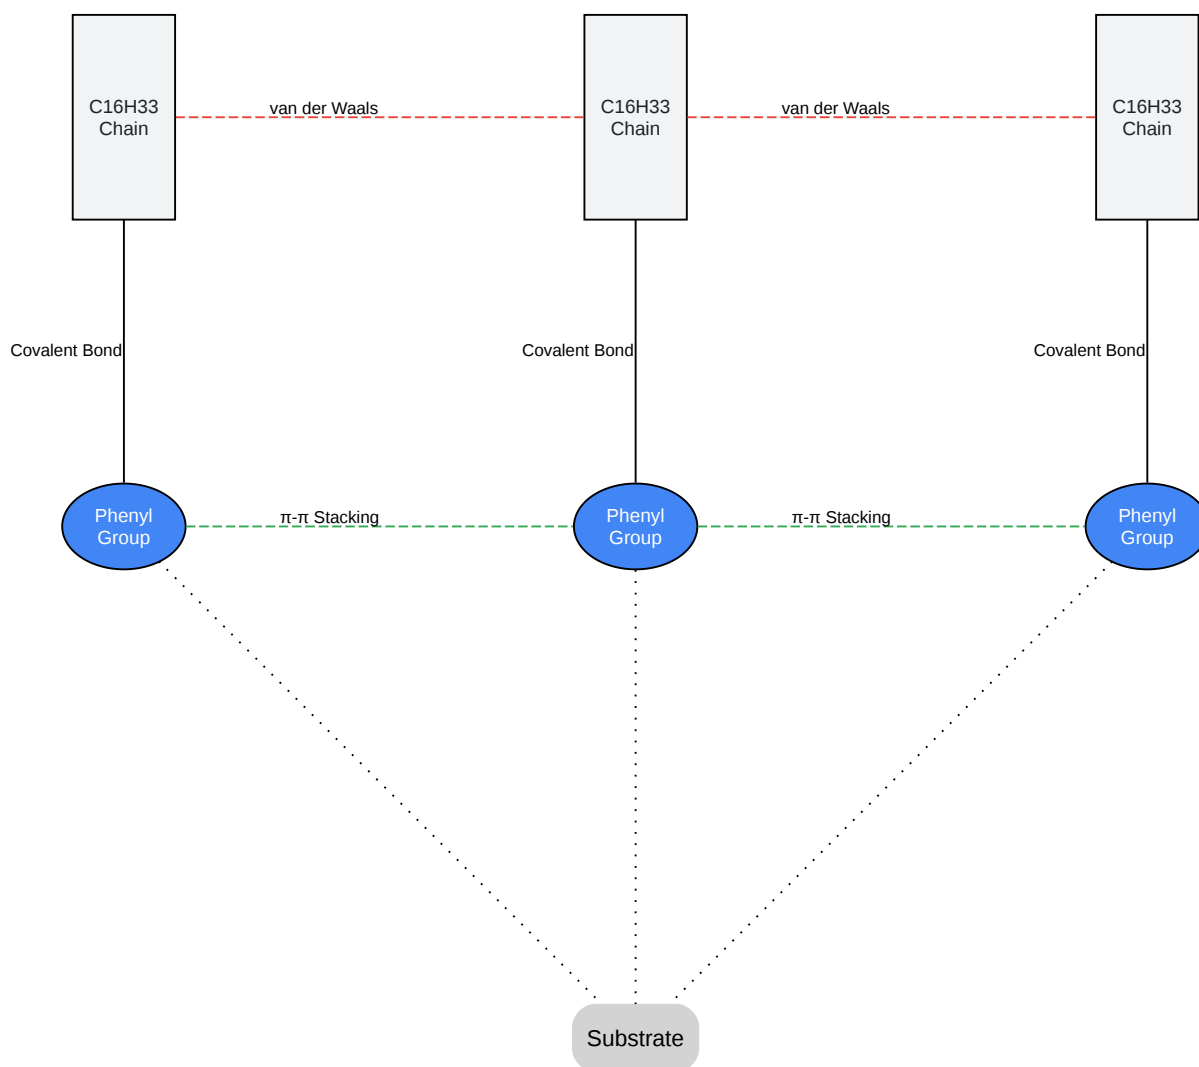 C16H33
Chain
van der Waals
C16H33
Chain
van der Waals
C16H33
Chain
Covalent Bond
Covalent Bond
Covalent Bond
Phenyl
Group
π-π Stacking
Phenyl
Group
π-π Stacking
Phenyl
Group
Substrate